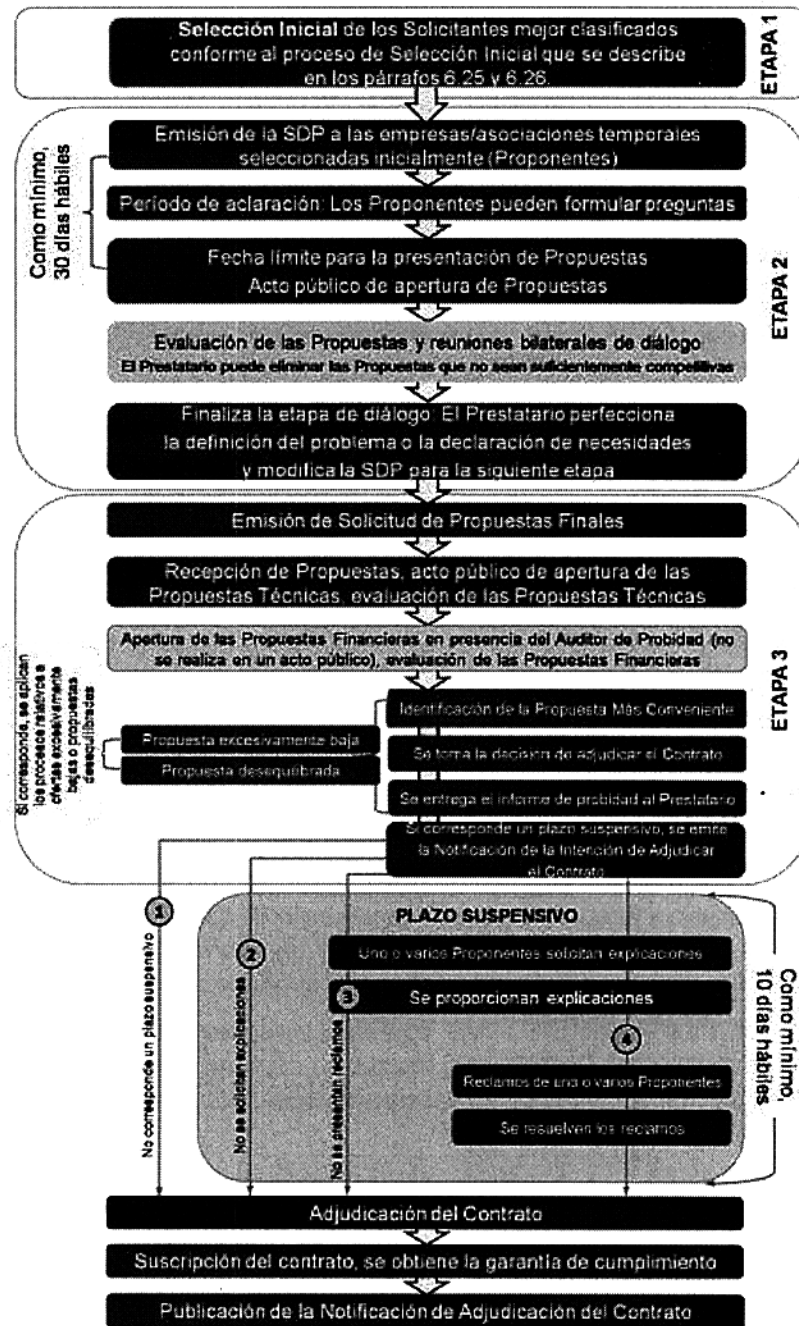 Selección Inicial de los Solicitantes mejor clasificados
conforme al proceso de Selección Inicial que se describe
en los párrafos 6.25 y 6.26.
ETAPA 1
Emisión de la SDP a las empresas/asociaciones temporales
seleccionadas inicialmente (Proponentes)
Como mínimo,
30 días hábiles
Período de aclaración: Los Proponentes pueden formular preguntas
Fecha límite para la presentación de Propuestas
Acto público de apertura de Propuestas
ETAPA 2
Evaluación de las Propuestas y reuniones bilaterales de diálogo
El Prestatario puede eliminar las Propuestas que no sean suficientemente competitivas
Finaliza la etapa de diálogo: El Prestatario perfecciona
la definición del problema o la declaración de necesidades
y modifica la SDP para la siguiente etapa
Emisión de Solicitud de Propuestas Finales
Recepción de Propuestas, acto público de apertura de las
Propuestas Técnicas, evaluación de las Propuestas Técnicas
Apertura de las Propuestas Financieras en presencia del Auditor de Probidad (no
se realiza en un acto público), evaluación de las Propuestas Financieras
ETAPA 3
Si corresponde, se aplican
los procesos relativos a
ofertas excesivamente
bajas o propuestas
desequilibradas
Propuesta excesivamente baja
Propuesta desequilibrada
Identificación de la Propuesta Más Conveniente
Se toma la decisión de adjudicar el Contrato
Se entrega el informe de probidad al Prestatario
Si corresponde un plazo suspensivo, se emite
la Notificación de la Intención de Adjudicar
el Contrato
1
No corresponde un plazo suspensivo
2
No se solicitan explicaciones
PLAZO SUSPENSIVO
Uno o varios Proponentes solicitan explicaciones
3
Se proporcionan explicaciones
No se presentan reclamos
4
Reclamos de uno o varios Proponentes
Se resuelven los reclamos
Como mínimo,
10 días hábiles
Adjudicación del Contrato
Suscripción del contrato, se obtiene la garantía de cumplimiento
Publicación de la Notificación de Adjudicación del Contrato